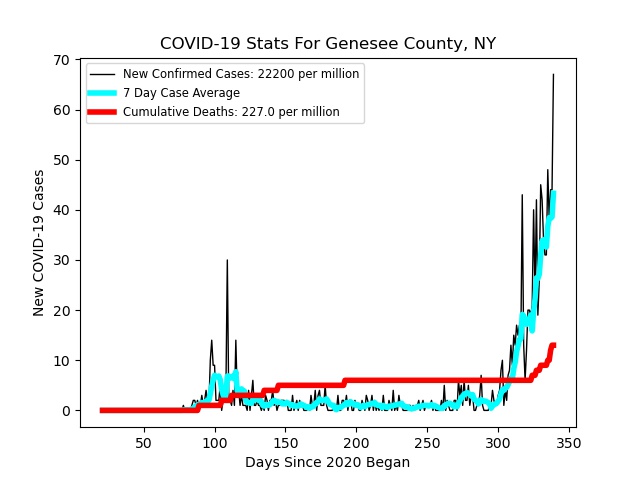 COVID-19 Stats For Genesee County, NY
New Confirmed Cases: 22200 per million
7 Day Case Average
Cumulative Deaths: 227.0 per million
New COVID-19 Cases
70
60
50
40
30
20
10
0
50
100
150
200
250
300
350
Days Since 2020 Began